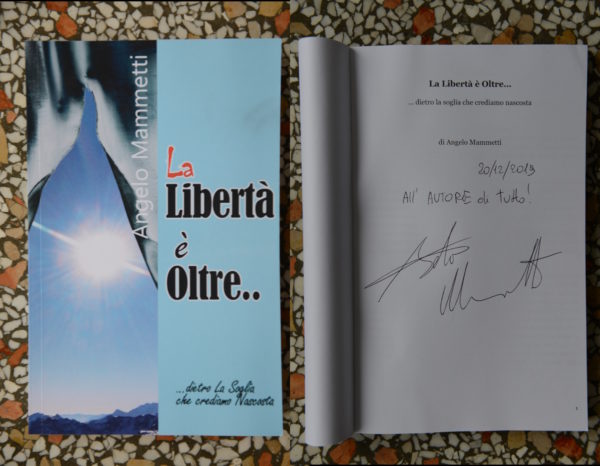 Angelo Mammetti
La
Libertà
è
Oltre..
...dietro La Soglia
che crediamo Nascosta
La Libertà è Oltre...
... dietro la soglia che crediamo nascosta
di Angelo Mammetti
20/12/2019
All' AUTORE di TUTTO!